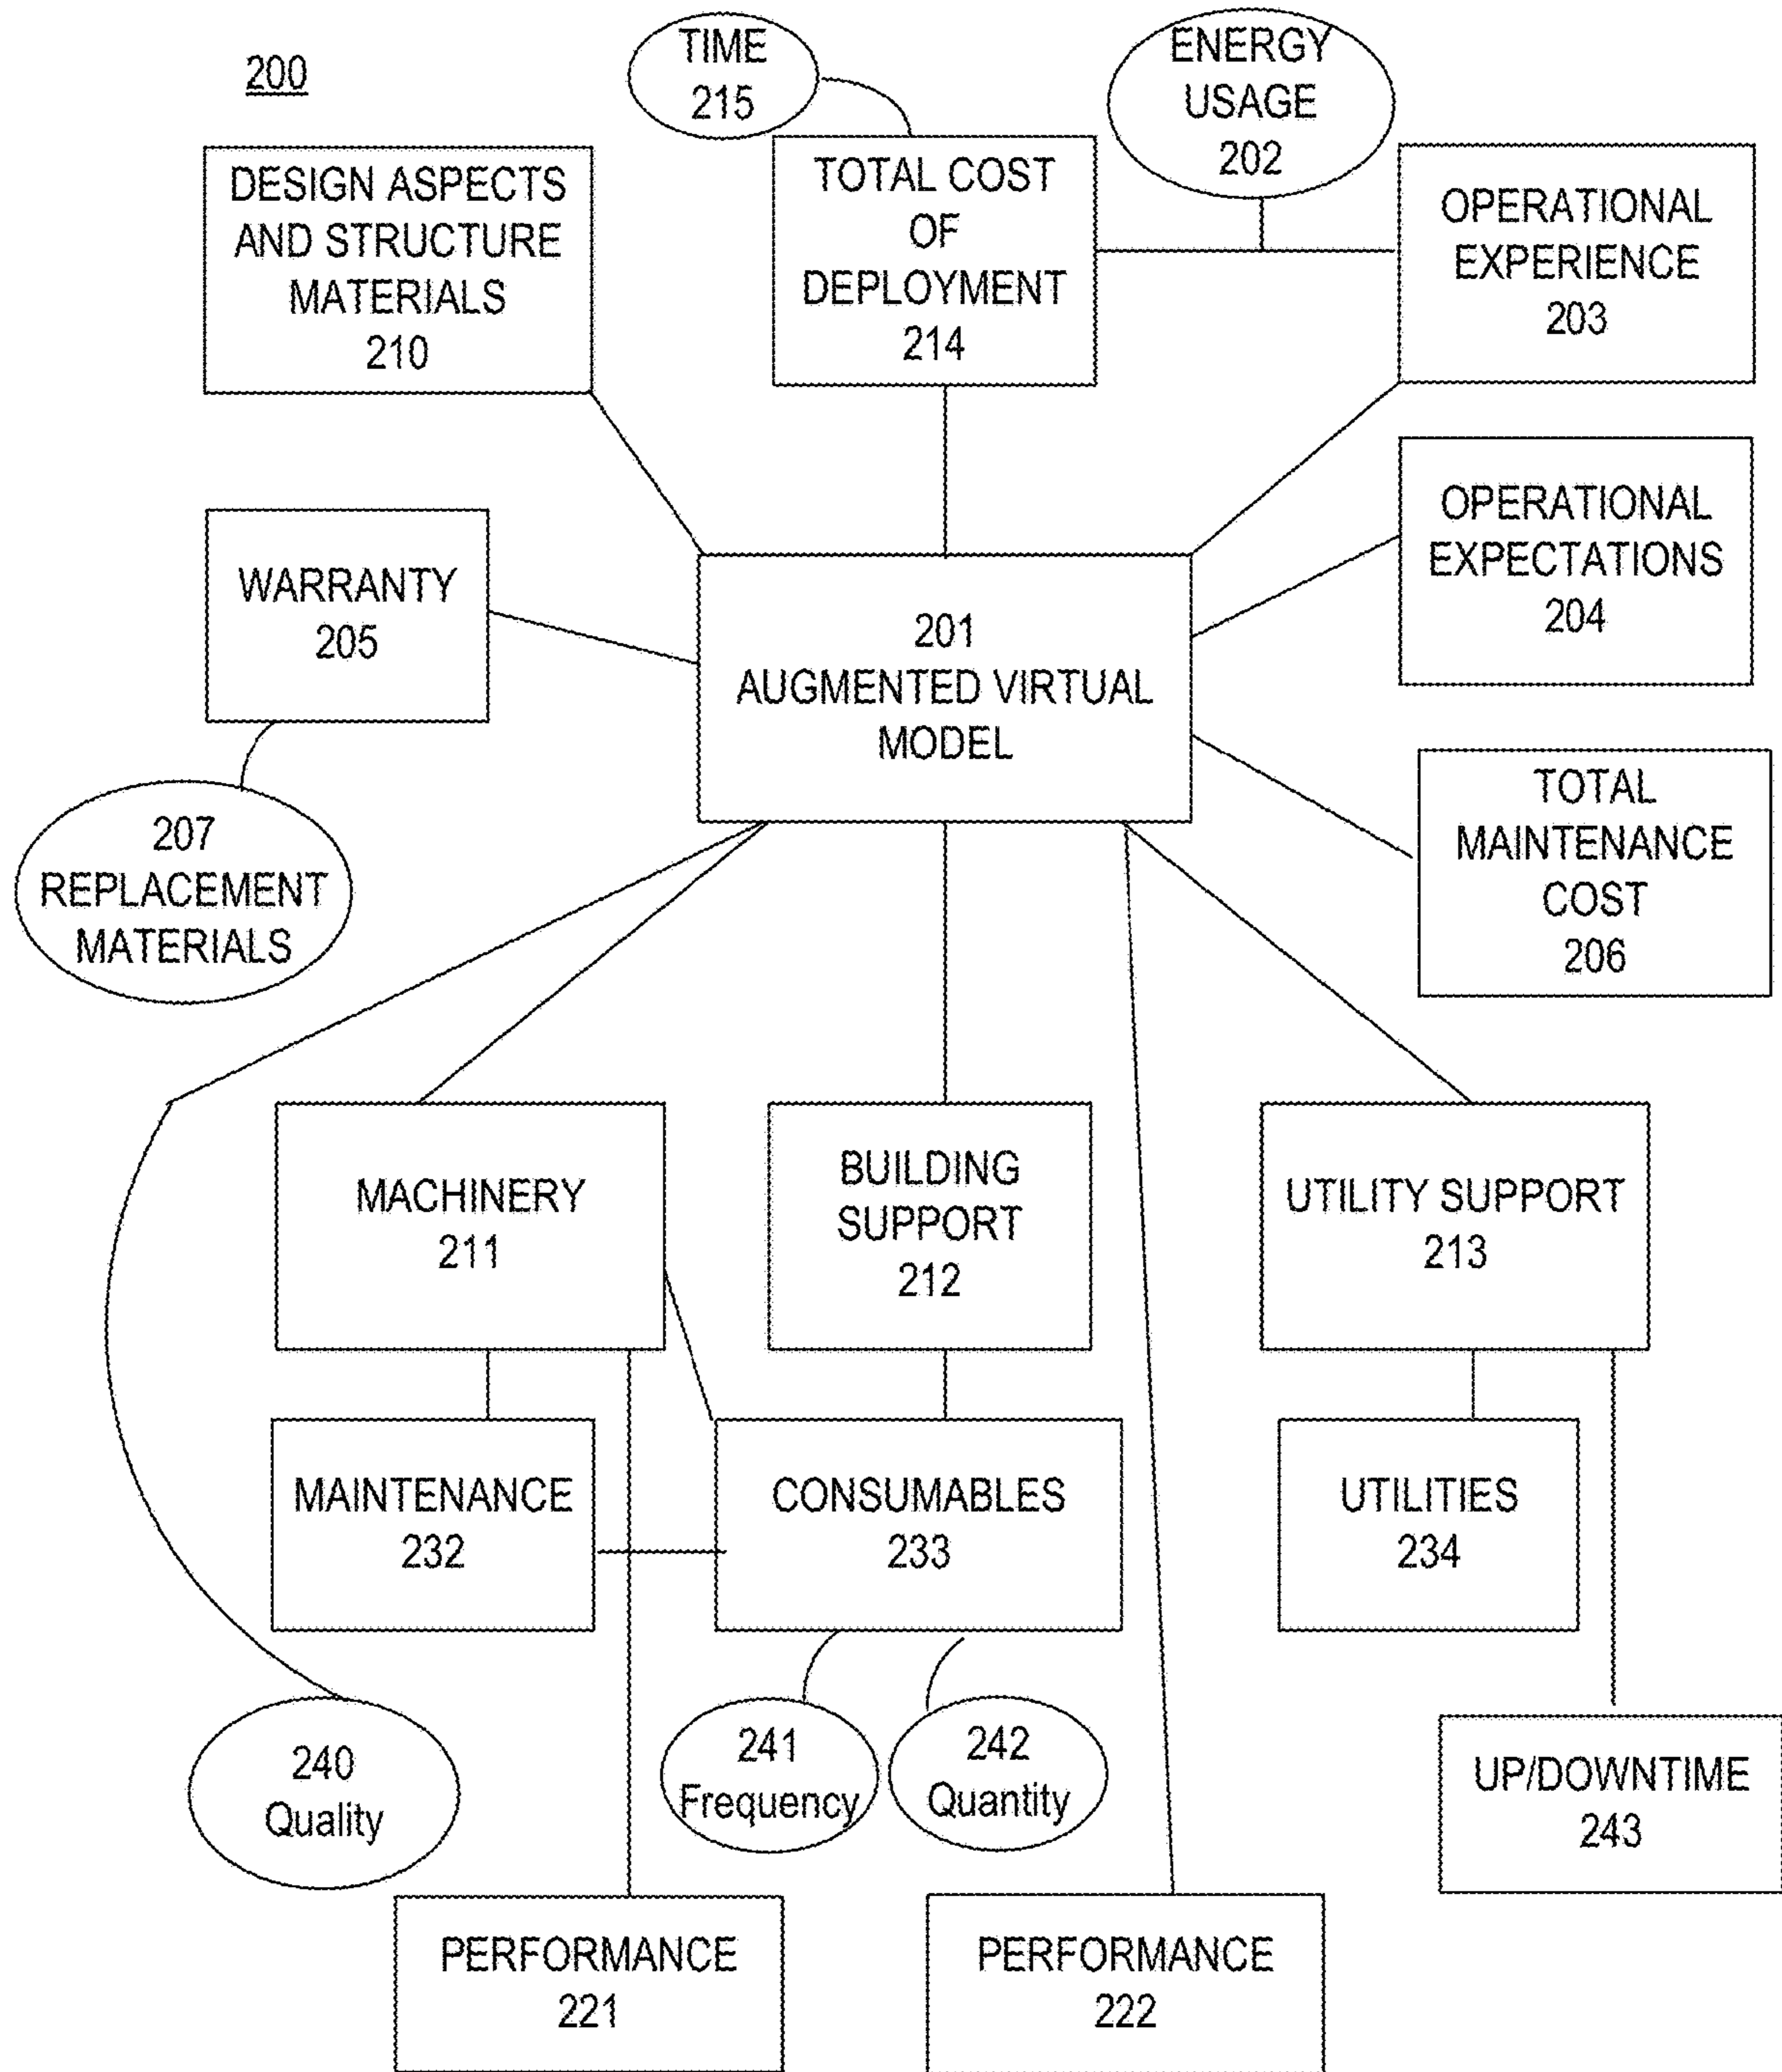 200
TIME
215
ENERGY
USAGE
202
DESIGN ASPECTS
AND STRUCTURE
MATERIALS
210
TOTAL COST
OF
DEPLOYMENT
214
OPERATIONAL
EXPERIENCE
203
WARRANTY
205
201
AUGMENTED VIRTUAL
MODEL
OPERATIONAL
EXPECTATIONS
204
207
REPLACEMENT
MATERIALS
TOTAL
MAINTENANCE
COST
206
MACHINERY
211
BUILDING
SUPPORT
212
UTILITY SUPPORT
213
MAINTENANCE
232
CONSUMABLES
233
UTILITIES
234
240
Quality
241
Frequency
242
Quantity
UP/DOWNTIME
243
PERFORMANCE
221
PERFORMANCE
222